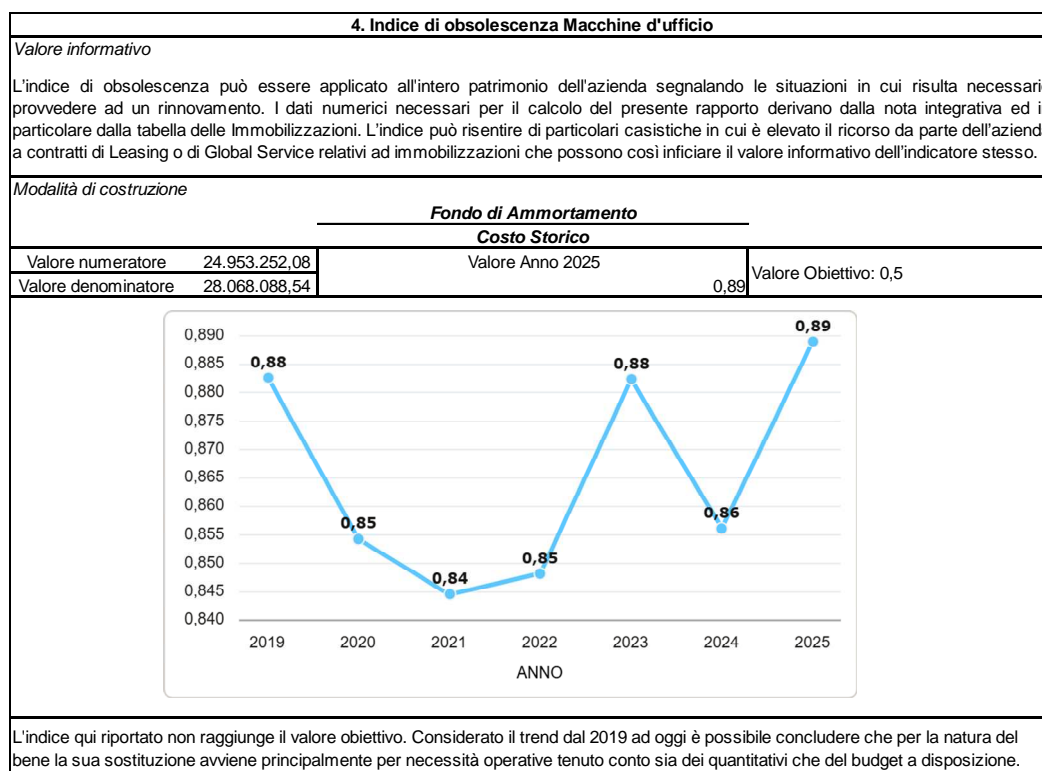 4. Indice di obsolescenza Macchine d'ufficio
Valore informativo
L'indice di obsolescenza può essere applicato all'intero patrimonio dell'azienda segnalando le situazioni in cui risulta necessari
provvedere ad un rinnovamento. I dati numerici necessari per il calcolo del presente rapporto derivano dalla nota integrativa ed i
particolare dalla tabella delle Immobilizzazioni. L'indice può risentire di particolari casistiche in cui è elevato il ricorso da parte dell'aziend
a contratti di Leasing o di Global Service relativi ad immobilizzazioni che possono così inficiare il valore informativo dell'indicatore stesso.
Modalità di costruzione
Fondo di Ammortamento
Costo Storico
Valore numeratore 24.953.252,08 Valore Anno 2025
Valore denominatore 28.068.088,54 0,89 Valore Obiettivo: 0,5
0,890
0,885
0,880
0,875
0,870
0,865
0,860
0,855
0,850
0,845
0,840
0,88
0,85
0,84
0,85
0,88
0,86
0,89
2019 2020 2021 2022 2023 2024 2025
ANNO
L'indice qui riportato non raggiunge il valore obiettivo. Considerato il trend dal 2019 ad oggi è possibile concludere che per la natura del
bene la sua sostituzione avviene principalmente per necessità operative tenuto conto sia dei quantitativi che del budget a disposizione.